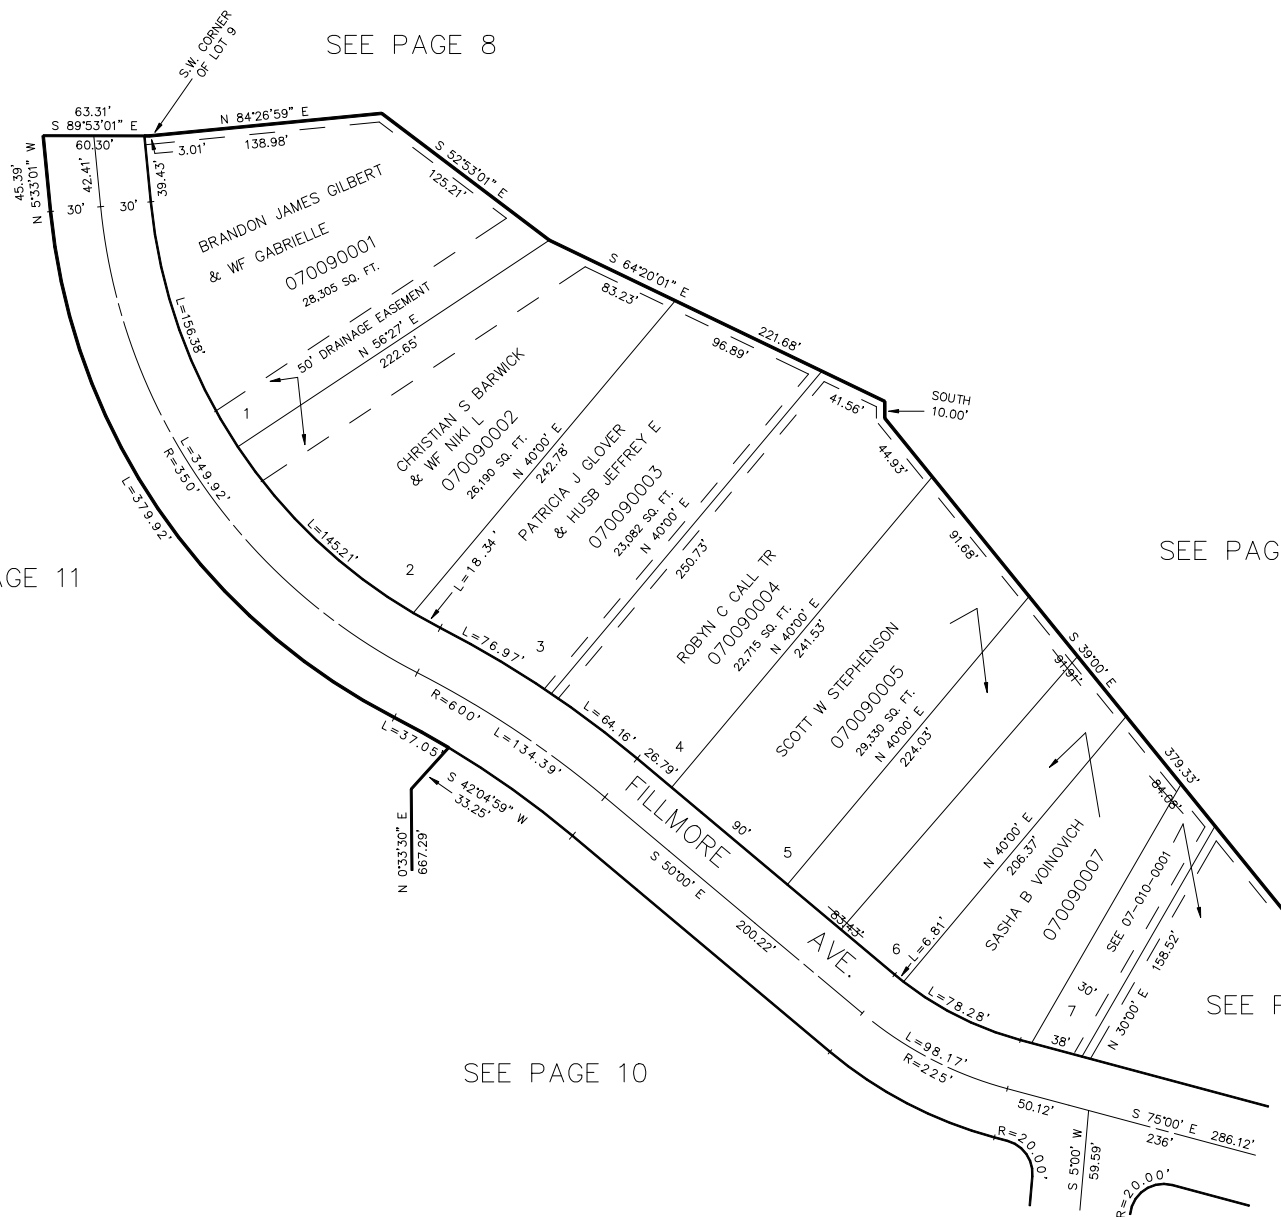 SEE PAGE 8
S.W. CORNER
OF LOT 9
63.31'
S 89°53'01" E
60.30'
3.01'
N 84°26'59" E
138.98'
S 52°53'01" E
125.21'
45.39'
N 5°33'01" W
42.41'
39.43'
30'
30'
BRANDON JAMES GILBERT
& WF GABRIELLE
070090001
28,305 SQ. FT.
L=156.38'
50' DRAINAGE EASEMENT
N 56°27' E
222.65'
1
S 64°20'01" E
83.23'
96.89'
221.68'
41.56'
SOUTH
10.00'
44.93'
CHRISTIAN S BARWICK
& WF NIKI L
070090002
26,190 SQ. FT.
N 40°00' E
242.78'
L=145.21'
2
L=349.92'
R=350'
L=379.92'
PATRICIA J GLOVER
& HUSB JEFFREY E
070090003
23,082 SQ. FT.
N 40°00' E
250.73'
L=18.34'
L=76.97'
3
AGE 11
SEE PAG
91.68'
ROBYN C CALL TR
070090004
22,715 SQ. FT.
N 40°00' E
241.53'
L=64.16'
26.79'
4
S 39°00' E
91.91'
379.33'
84.08'
SCOTT W STEPHENSON
070090005
29,330 SQ. FT.
N 40°00' E
224.03'
90'
5
83.43'
6
N 40°00' E
206.37'
L=6.81'
SASHA B VOINOVICH
070090007
SEE 07-010-0001
L=78.28'
30'
7
38'
N 30°00' E
158.52'
SEE P
R=600'
L=134.39'
L=37.05'
S 42°04'59" W
33.25'
N 0°33'30" E
667.29'
FILLMORE
AVE.
S 50°00' E
200.22'
L=98.17'
R=225'
50.12'
S 75°00' E
236'
286.12'
SEE PAGE 10
R=20.00'
S 5°00' W
59.59'
R=20.00'